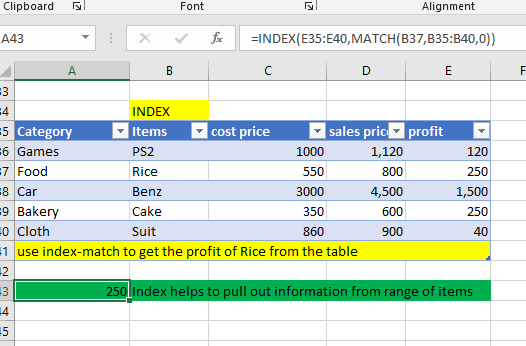 Clipboard Font Alignment
A43 fx =INDEX(E35:E40,MATCH(B37,B35:B40,0))
A B C D E F
33
34 INDEX
35 Category Items cost price sales price profit
36 Games PS2 1000 1,120 120
37 Food Rice 550 800 250
38 Car Benz 3000 4,500 1,500
39 Bakery Cake 350 600 250
40 Cloth Suit 860 900 40
41 use index-match to get the profit of Rice from the table
42
43 250 Index helps to pull out information from range of items
44
45